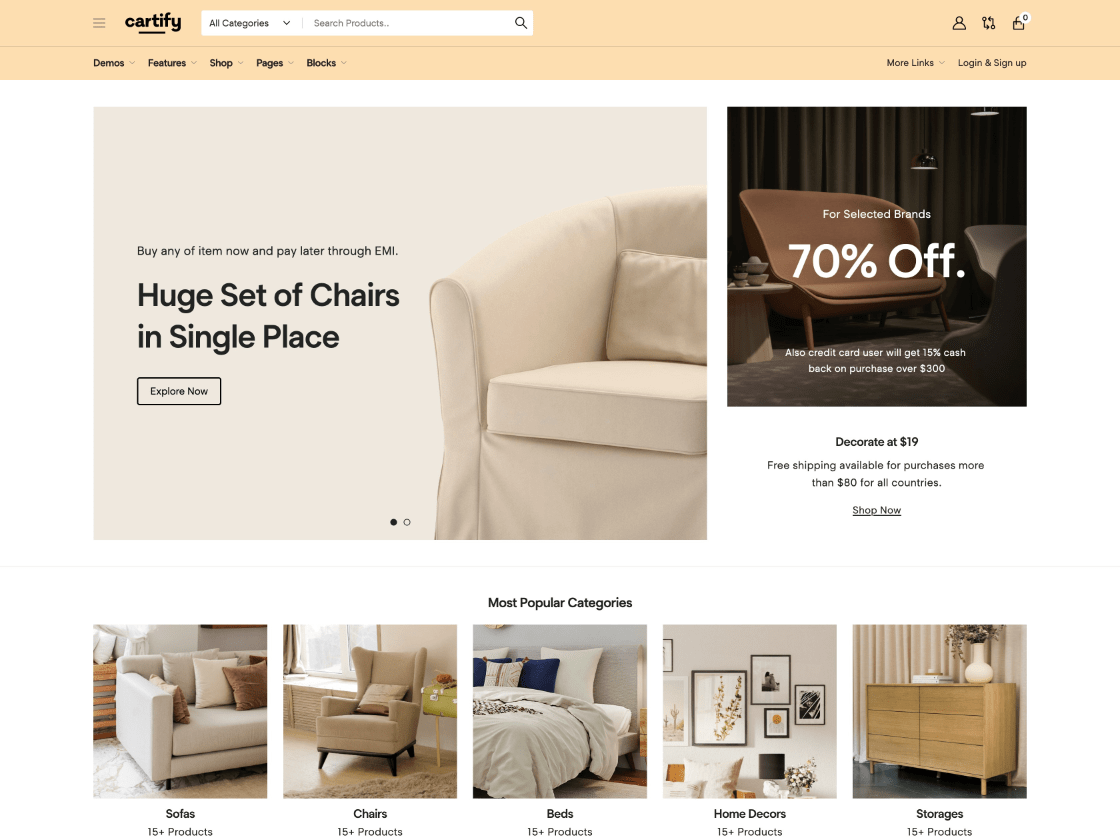 cartify
All Categories
Search Products..
0
Demos
Features
Shop
Pages
Blocks
More Links
Login & Sign up
Buy any of item now and pay later through EMI.
Huge Set of Chairs
in Single Place
Explore Now
For Selected Brands
70% Off.
Also credit card user will get 15% cash
back on purchase over $300
Decorate at $19
Free shipping available for purchases more
than $80 for all countries.
Shop Now
Most Popular Categories
Sofas
15+ Products
Chairs
15+ Products
Beds
15+ Products
Home Decors
15+ Products
Storages
15+ Products